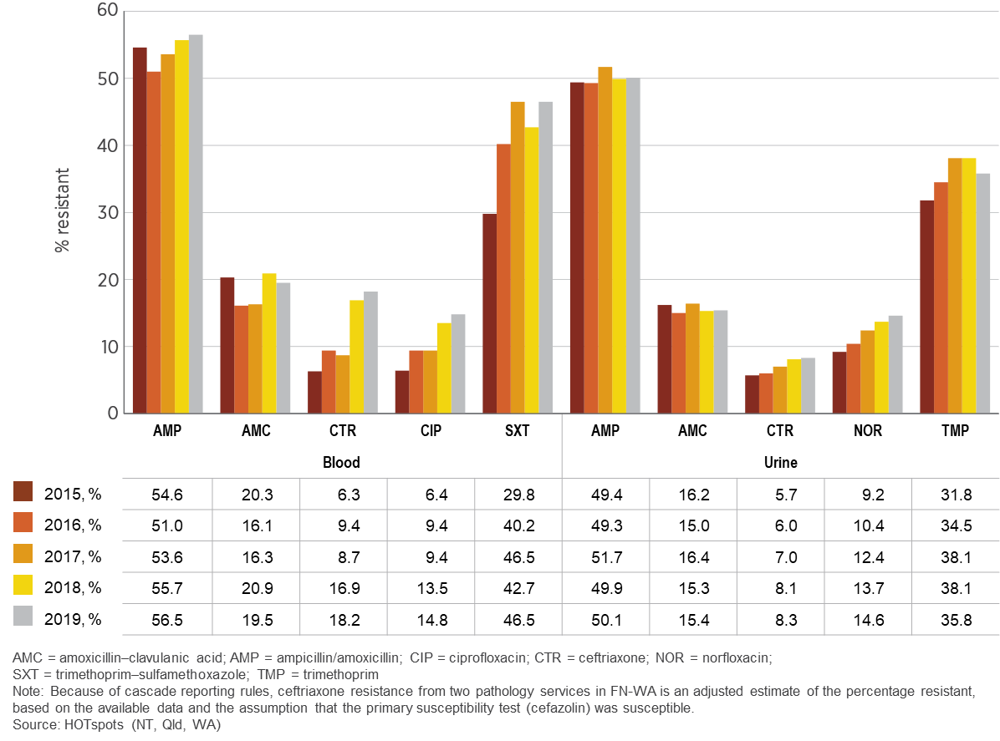 60
50
40
30
20
10
0
% resistant
AMP AMC CTR CIP SXT AMP AMC CTR NOR TMP
Blood Urine
2015, % 54.6 20.3 6.3 6.4 29.8 49.4 16.2 5.7 9.2 31.8
2016, % 51.0 16.1 9.4 9.4 40.2 49.3 15.0 6.0 10.4 34.5
2017, % 53.6 16.3 8.7 9.4 46.5 51.7 16.4 7.0 12.4 38.1
2018, % 55.7 20.9 16.9 13.5 42.7 49.9 15.3 8.1 13.7 38.1
2019, % 56.5 19.5 18.2 14.8 46.5 50.1 15.4 8.3 14.6 35.8
AMC = amoxicillin–clavulanic acid; AMP = ampicillin/amoxicillin; CIP = ciprofloxacin; CTR = ceftriaxone; NOR = norfloxacin;
SXT = trimethoprim–sulfamethoxazole; TMP = trimethoprim
Note: Because of cascade reporting rules, ceftriaxone resistance from two pathology services in FN-WA is an adjusted estimate of the percentage resistant,
based on the available data and the assumption that the primary susceptibility test (cefazolin) was susceptible.
Source: HOTspots (NT, Qld, WA)